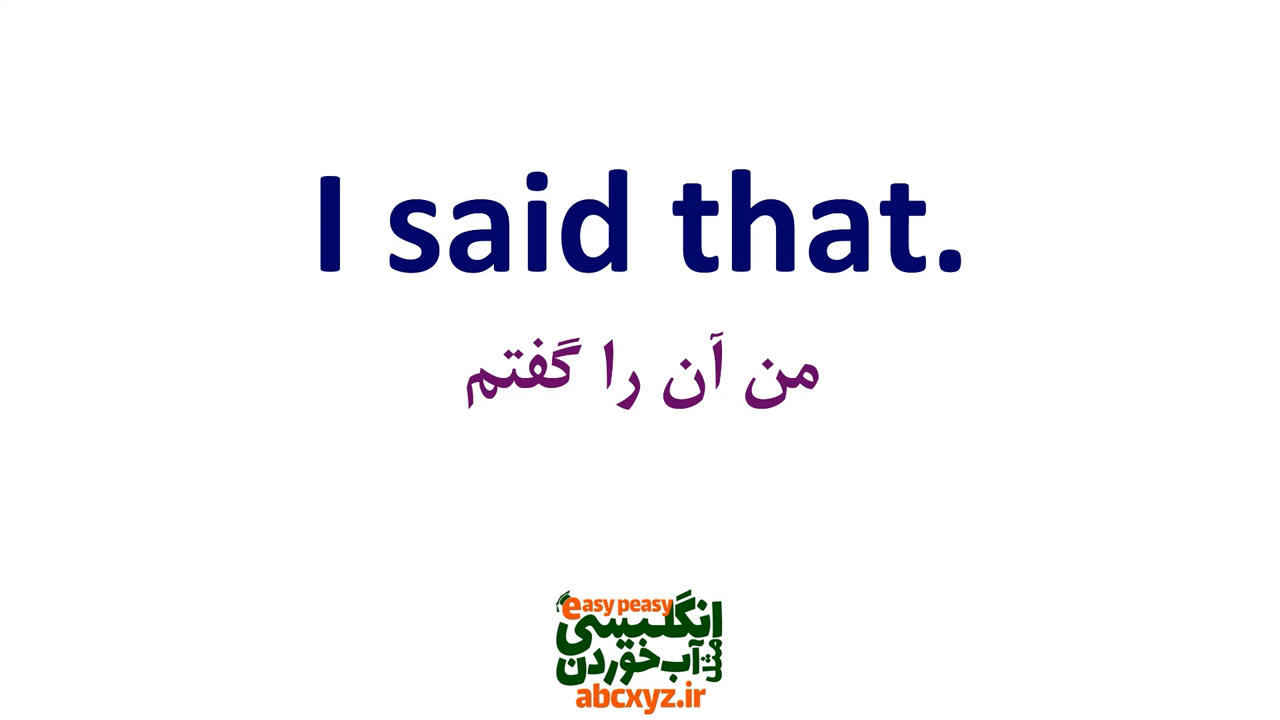 I said that.
من آن را گفتم
easy peasy
انگلیسی
مثل آب خوردن
abcxyz.ir